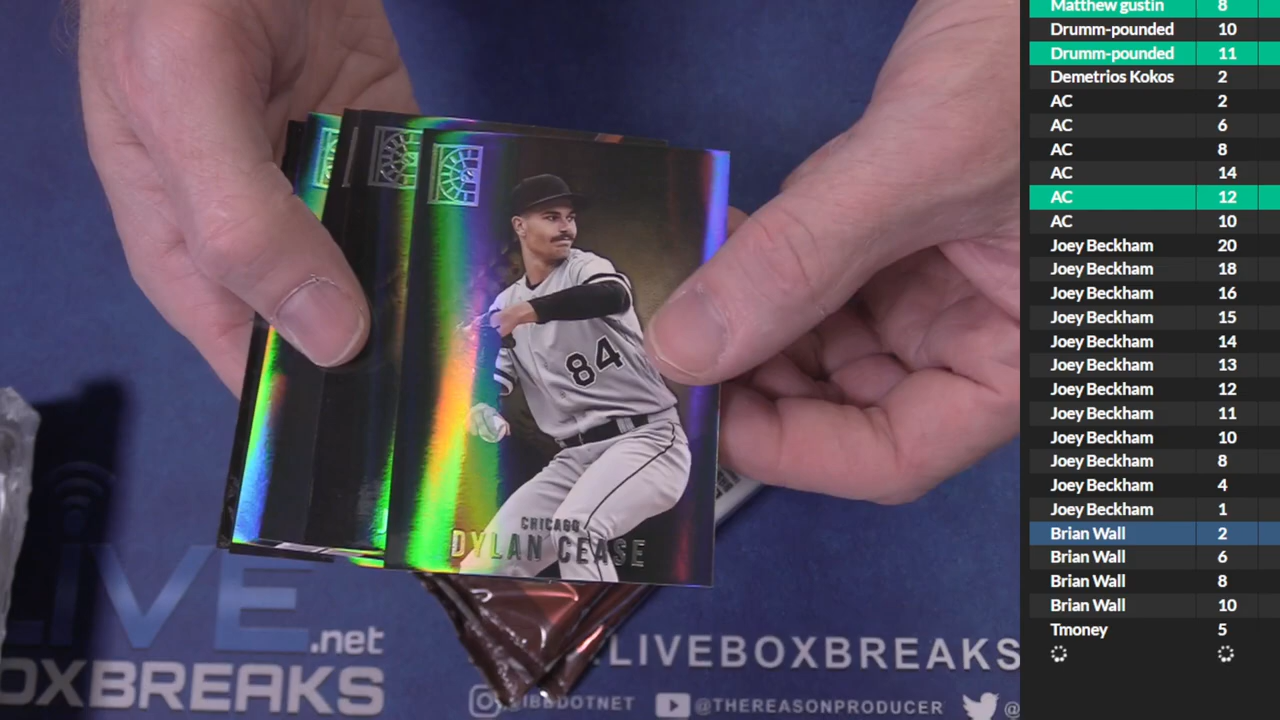 84
CHICAGO
DYLAN CEASE
LIVE.net
OXBREAKS
LIVEBOXBREAKS
@IBBDOTNET
@THEREASONPRODUCER
@
Matthew gustin 8
Drumm-pounded 10
Drumm-pounded 11
Demetrios Kokos 2
AC 2
AC 6
AC 8
AC 14
AC 12
AC 10
Joey Beckham 20
Joey Beckham 18
Joey Beckham 16
Joey Beckham 15
Joey Beckham 14
Joey Beckham 13
Joey Beckham 12
Joey Beckham 11
Joey Beckham 10
Joey Beckham 8
Joey Beckham 4
Joey Beckham 1
Brian Wall 2
Brian Wall 6
Brian Wall 8
Brian Wall 10
Tmoney 5